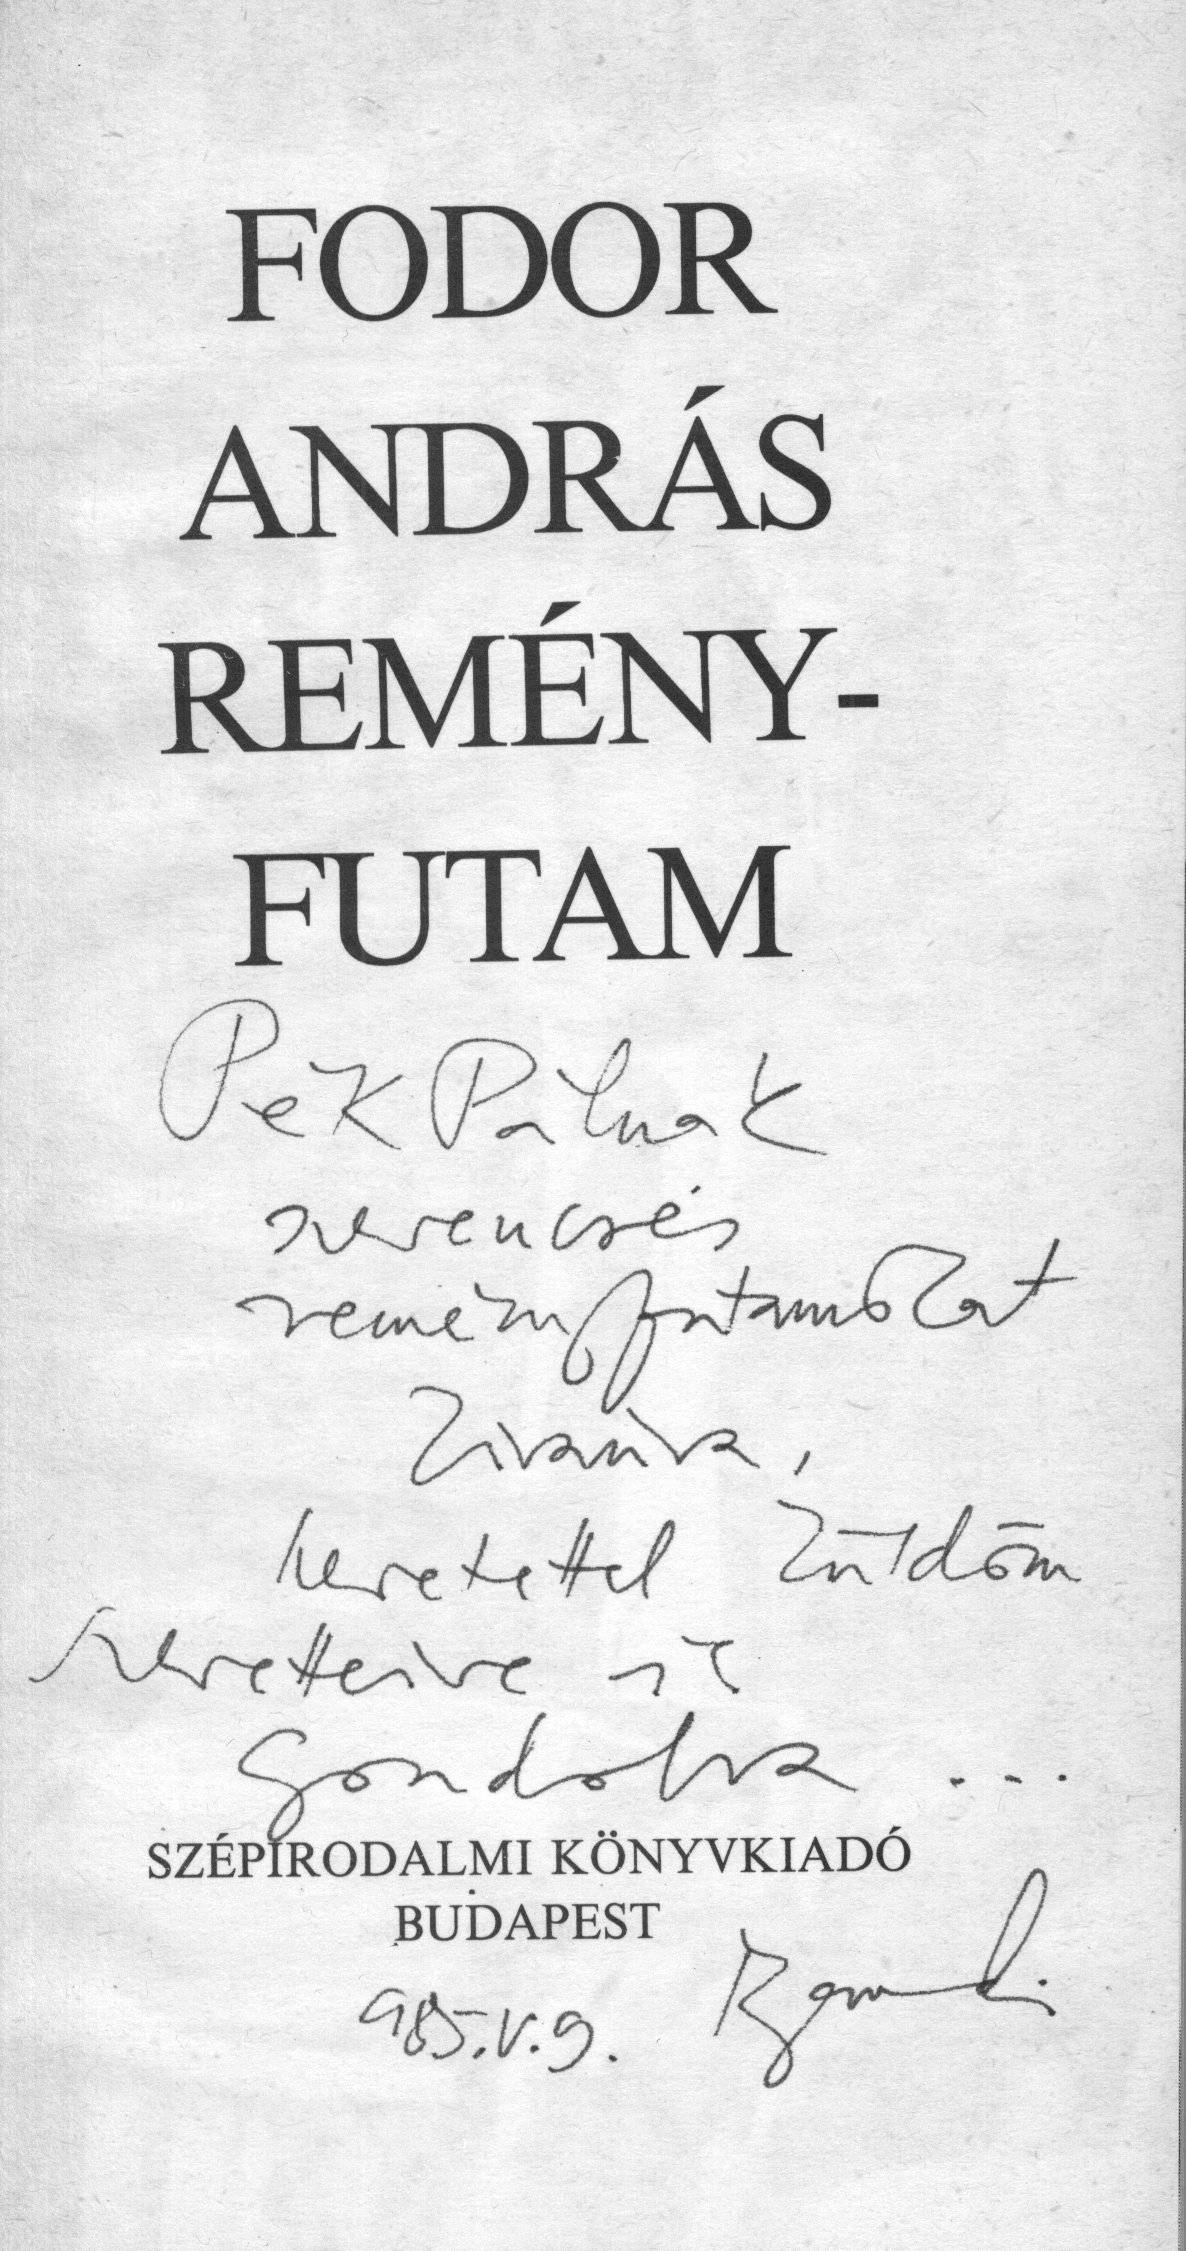 FODOR
ANDRÁS
REMÉNY-
FUTAM
Pék Pálnak
szerencsés
reményfutamokat
kívánva,
szeretettel küldöm
szeretteire is
gondolva ...
SZÉPIRODALMI KÖNYVKIADÓ
BUDAPEST
985.V.9.